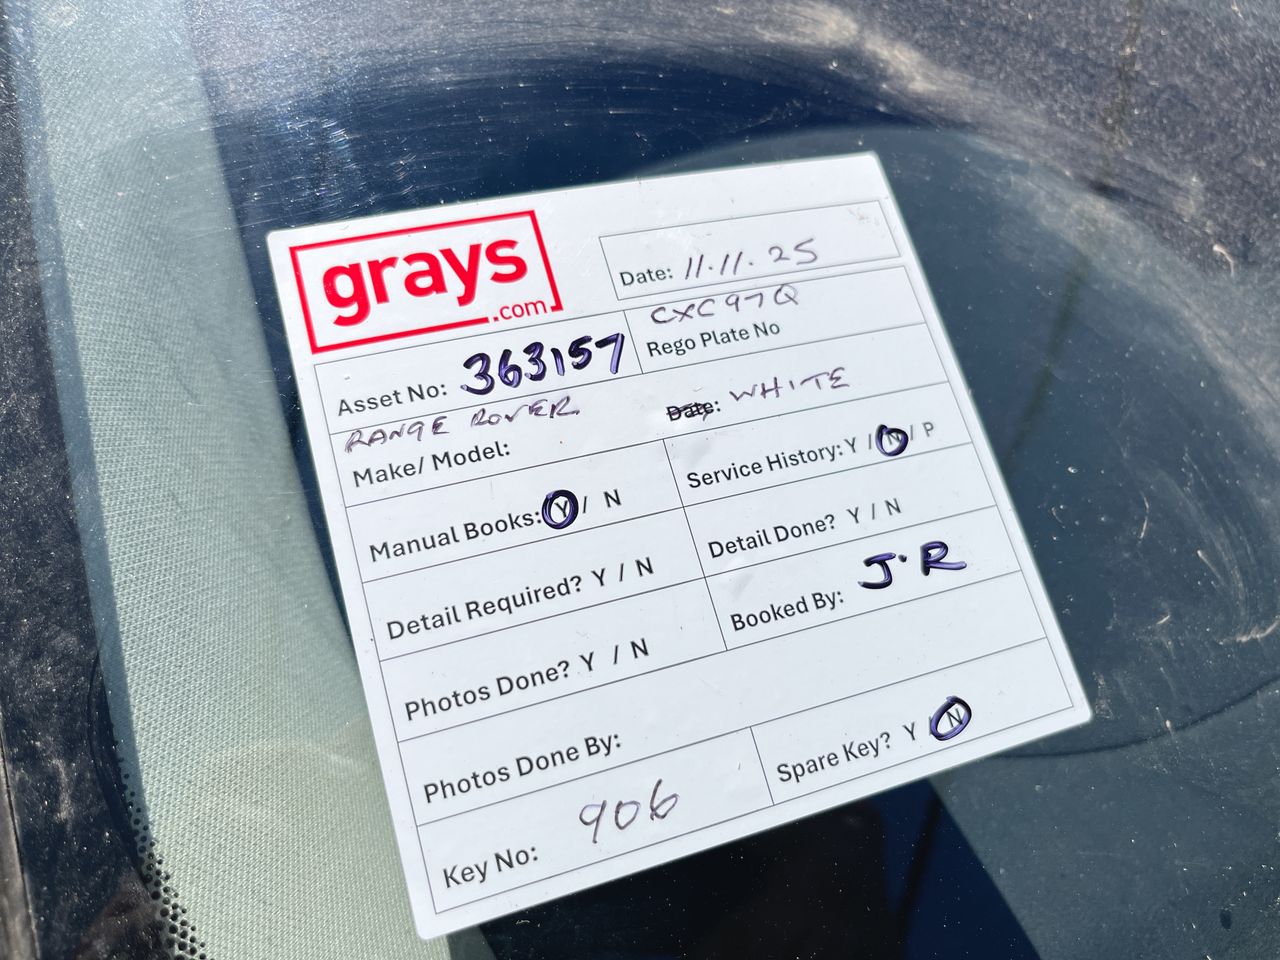 grays
.com
Date: 11.11.25
CXC97Q
Rego Plate No
Asset No: 363157
RANGE ROVER
Make/ Model:
Date: WHITE
Manual Books: Y / N
Service History: Y / N / P
Detail Required? Y / N
Detail Done? Y / N
Photos Done? Y / N
Booked By: J.R
Photos Done By:
Key No: 906
Spare Key? Y / N